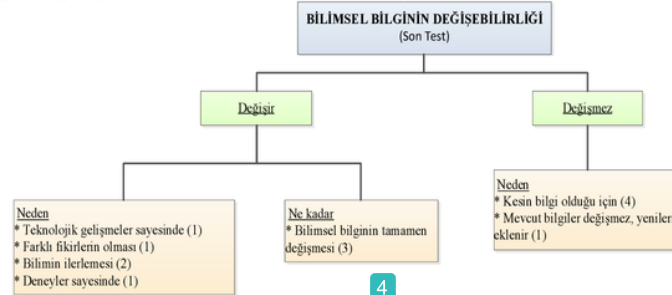 BİLİMSEL BİLGİNİN DEĞİŞEBİLİRLİĞİ
(Son Test)
Değişir
Değişmez
Neden
* Teknolojik gelişmeler sayesinde (1)
* Farklı fikirlerin olması (1)
* Bilimin ilerlemesi (2)
* Deneyler sayesinde (1)
Ne kadar
* Bilimsel bilginin tamamen
değişmesi (3)
Neden
* Kesin bilgi olduğu için (4)
* Mevcut bilgiler değişmez, yeniler
eklenir (1)
4